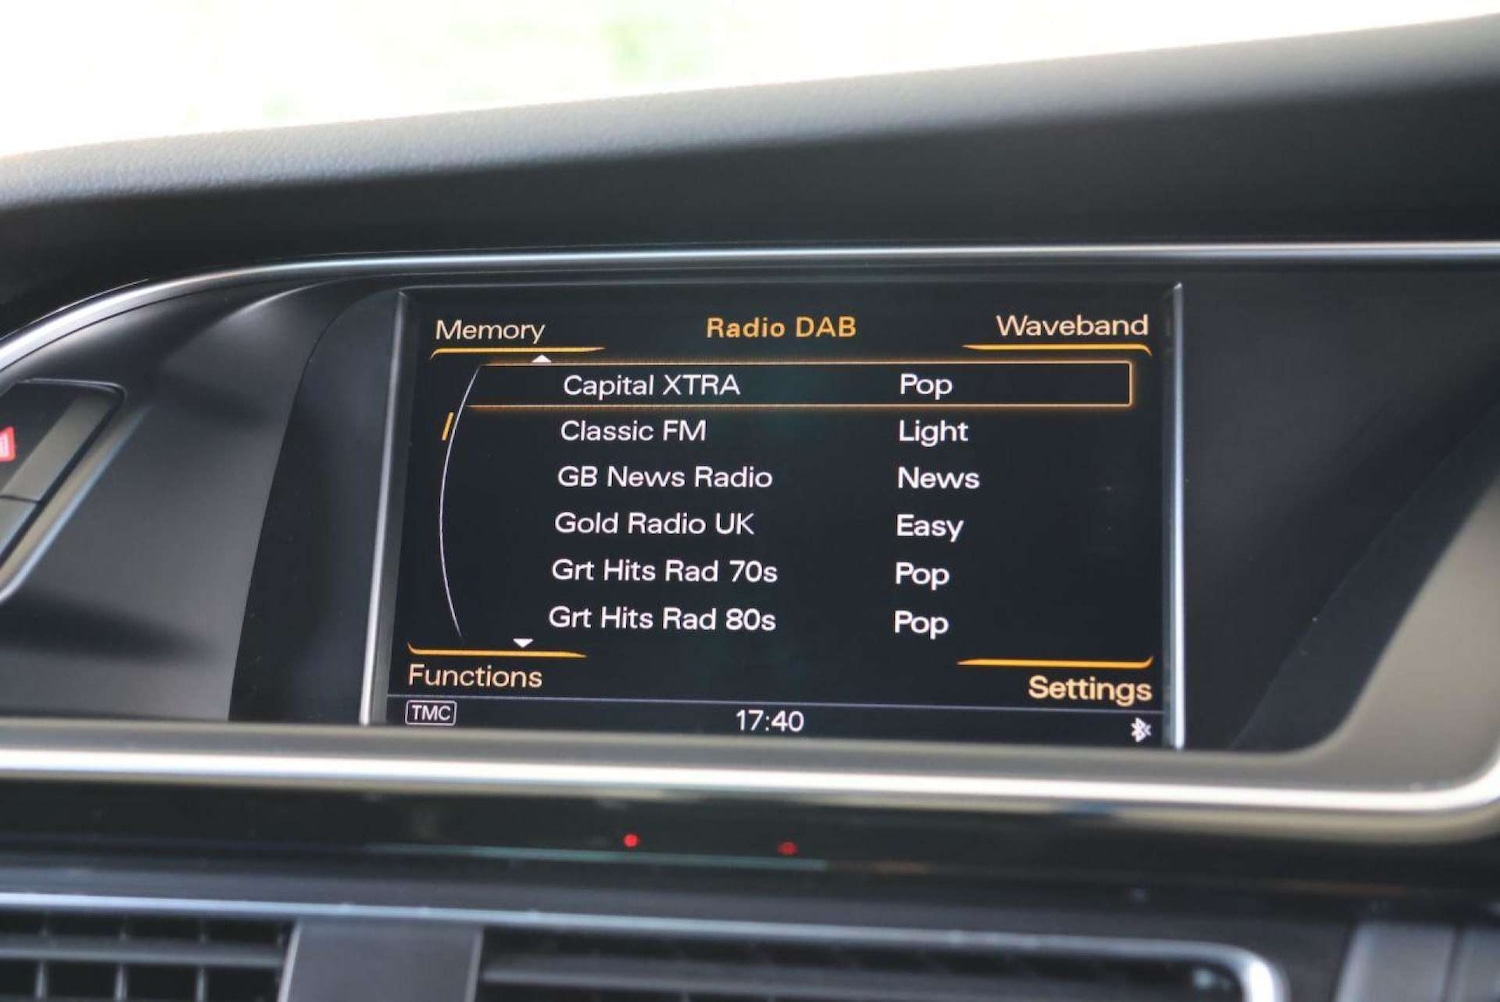 Memory Radio DAB Waveband
Capital XTRA Pop
Classic FM Light
GB News Radio News
Gold Radio UK Easy
Grt Hits Rad 70s Pop
Grt Hits Rad 80s Pop
Functions Settings
TMC 17:40